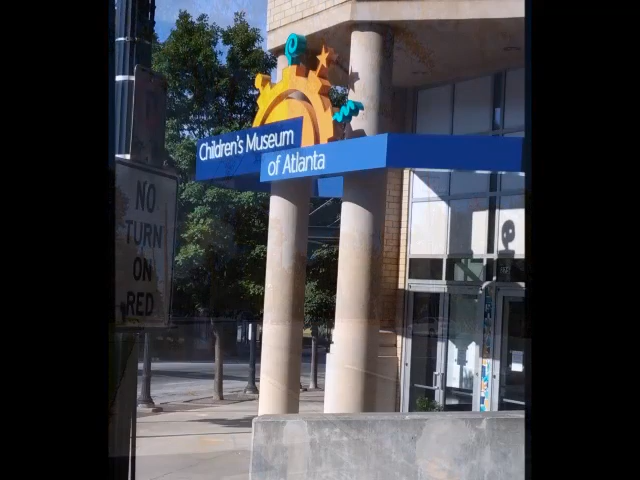 Children's Museum
of Atlanta
NO
TURN
ON
RED